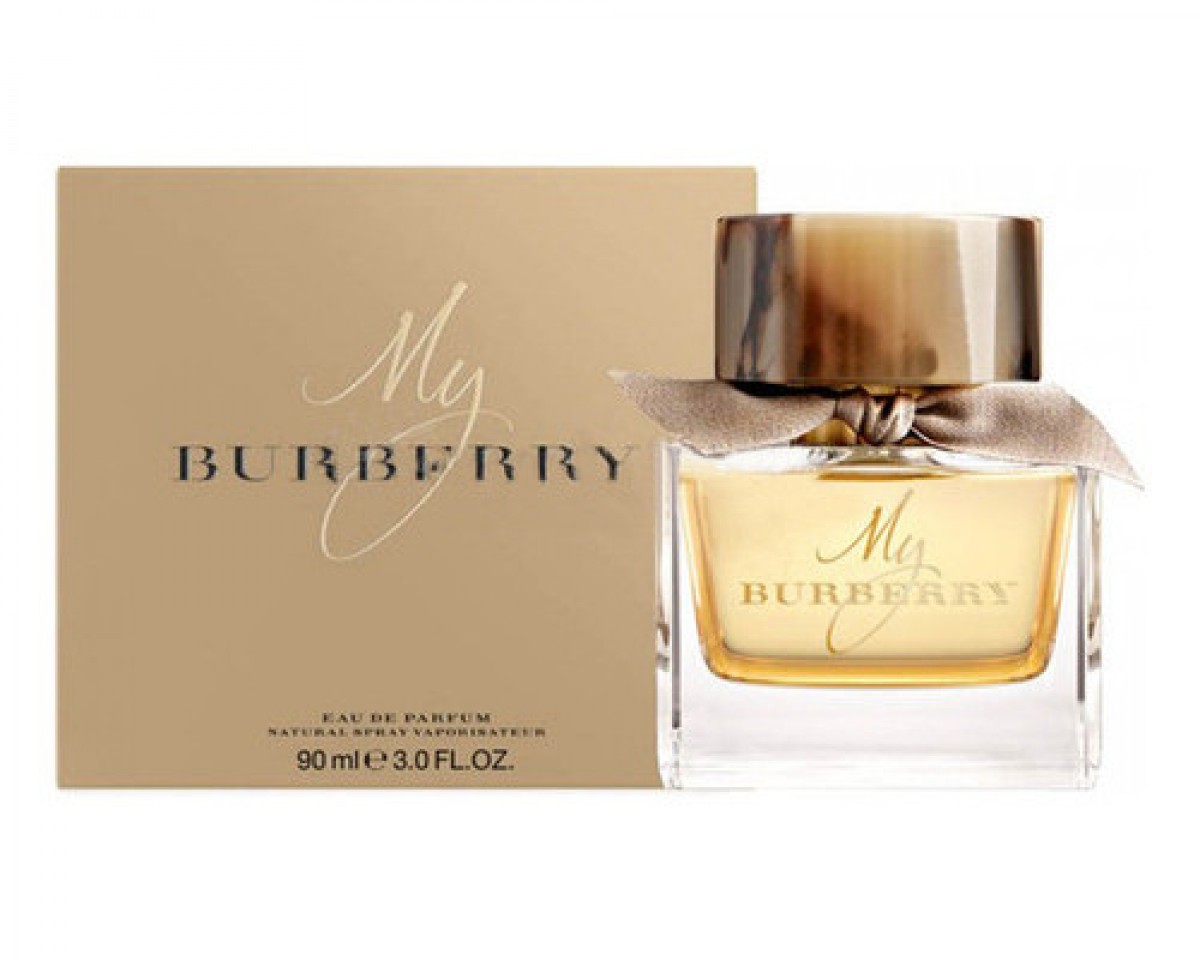 My
BURBERRY
EAU DE PARFUM
NATURAL SPRAY VAPORISATEUR
90 ml ℮ 3.0 FL.OZ.
My
BURBERRY